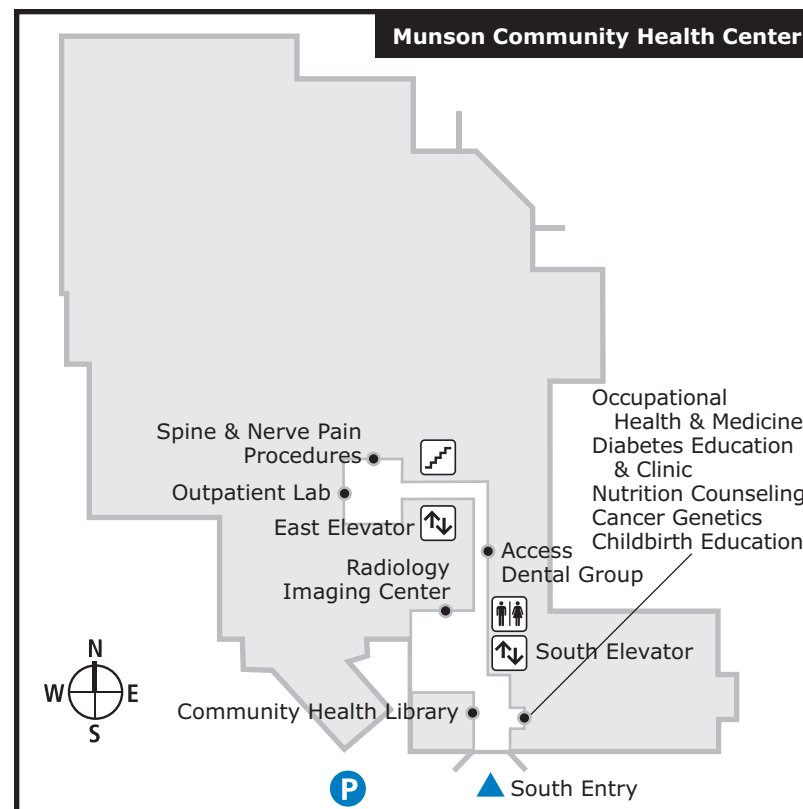 Munson Community Health Center
Occupational
Health & Medicine
Diabetes Education
& Clinic
Nutrition Counseling
Cancer Genetics
Childbirth Education
Spine & Nerve Pain
Procedures
Outpatient Lab
East Elevator
Access
Dental Group
Radiology
Imaging Center
South Elevator
N
W E
S
Community Health Library
P
South Entry